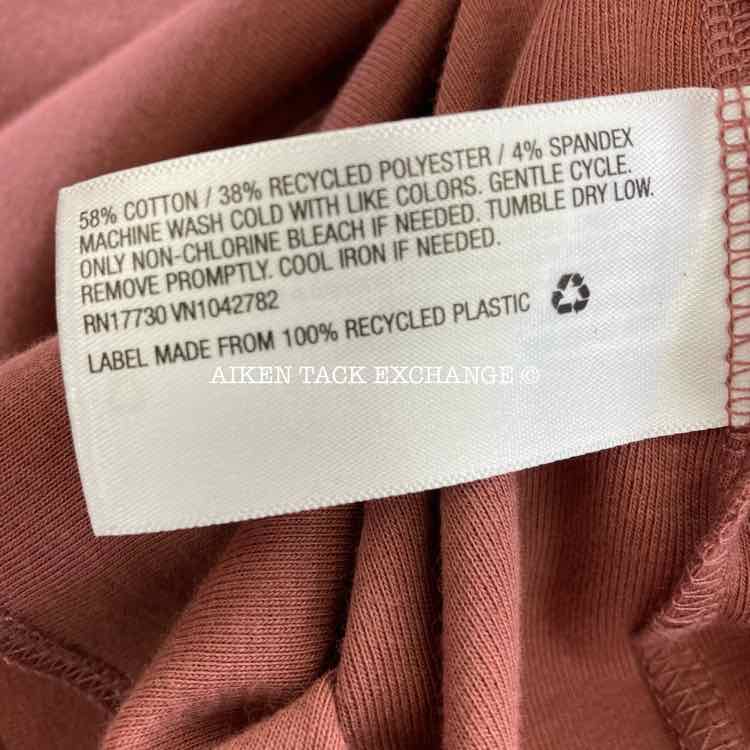 58% COTTON / 38% RECYCLED POLYESTER / 4% SPANDEX
MACHINE WASH COLD WITH LIKE COLORS. GENTLE CYCLE.
ONLY NON-CHLORINE BLEACH IF NEEDED. TUMBLE DRY LOW.
REMOVE PROMPTLY. COOL IRON IF NEEDED.
RN17730 VN1042782
LABEL MADE FROM 100% RECYCLED PLASTIC
AIKEN TACK EXCHANGE ©